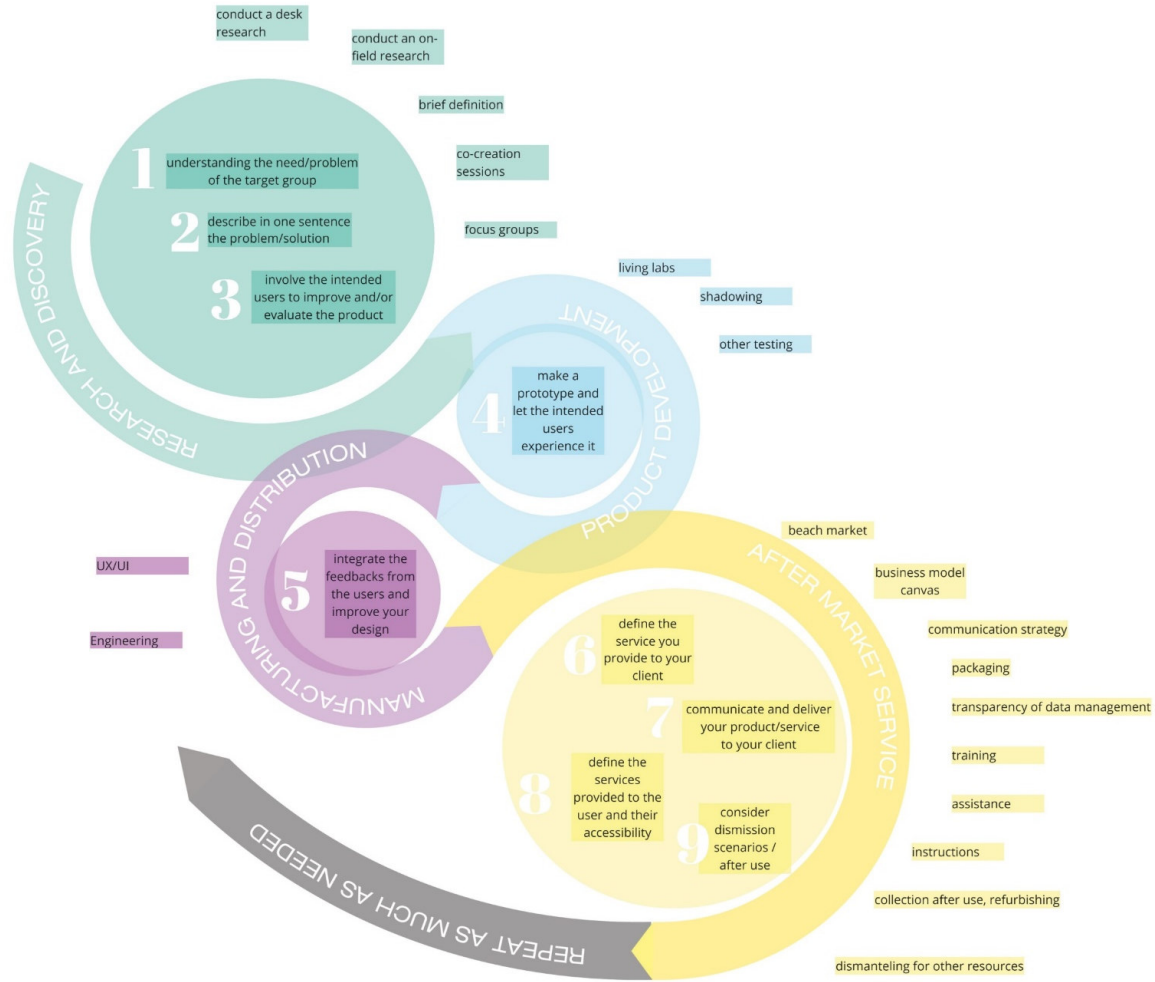 conduct a desk
research
conduct an on-
field research
brief definition
co-creation
sessions
focus groups
RESEARCH AND DISCOVERY
1
understanding the need/problem
of the target group
2
describe in one sentence
the problem/solution
3
involve the intended
users to improve and/or
evaluate the product
living labs
shadowing
other testing
PRODUCT DEVELOPMENT
4
make a
prototype and
let the intended
users
experience it
MANUFACTURING AND DISTRIBUTION
UX/UI
Engineering
5
integrate the
feedbacks from
the users and
improve your
design
AFTER MARKET SERVICE
6
define the
service you
provide to your
client
7
communicate and deliver
your product/service
to your client
8
define the
services
provided to the
user and their
accessibility
9
consider
dismission
scenarios /
after use
beach market
business model
canvas
communication strategy
packaging
transparency of data management
training
assistance
instructions
collection after use, refurbishing
dismanteling for other resources
REPEAT AS MUCH AS NEEDED